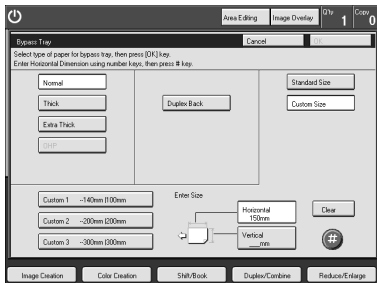 Area Editing Image Overlay Q'ty 1 Copy 0
Bypass Tray Cancel OK
Select type of paper for bypass tray, then press [OK] key.
Enter Horizontal Dimension using number keys, then press # key.
Normal Standard Size
Thick Duplex Back Custom Size
Extra Thick
OHP
Custom 1 --140mm |100mm Enter Size
Horizontal 150mm Clear
Custom 2 --200mm |200mm
Vertical __mm #
Custom 3 --300mm |300mm
Image Creation Color Creation Shift/Book Duplex/Combine Reduce/Enlarge